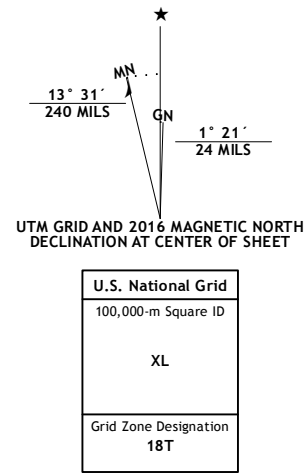 ★
MN
GN
13° 31´
240 MILS
1° 21´
24 MILS
UTM GRID AND 2016 MAGNETIC NORTH
DECLINATION AT CENTER OF SHEET
U.S. National Grid
100,000-m Square ID
XL
Grid Zone Designation
18T